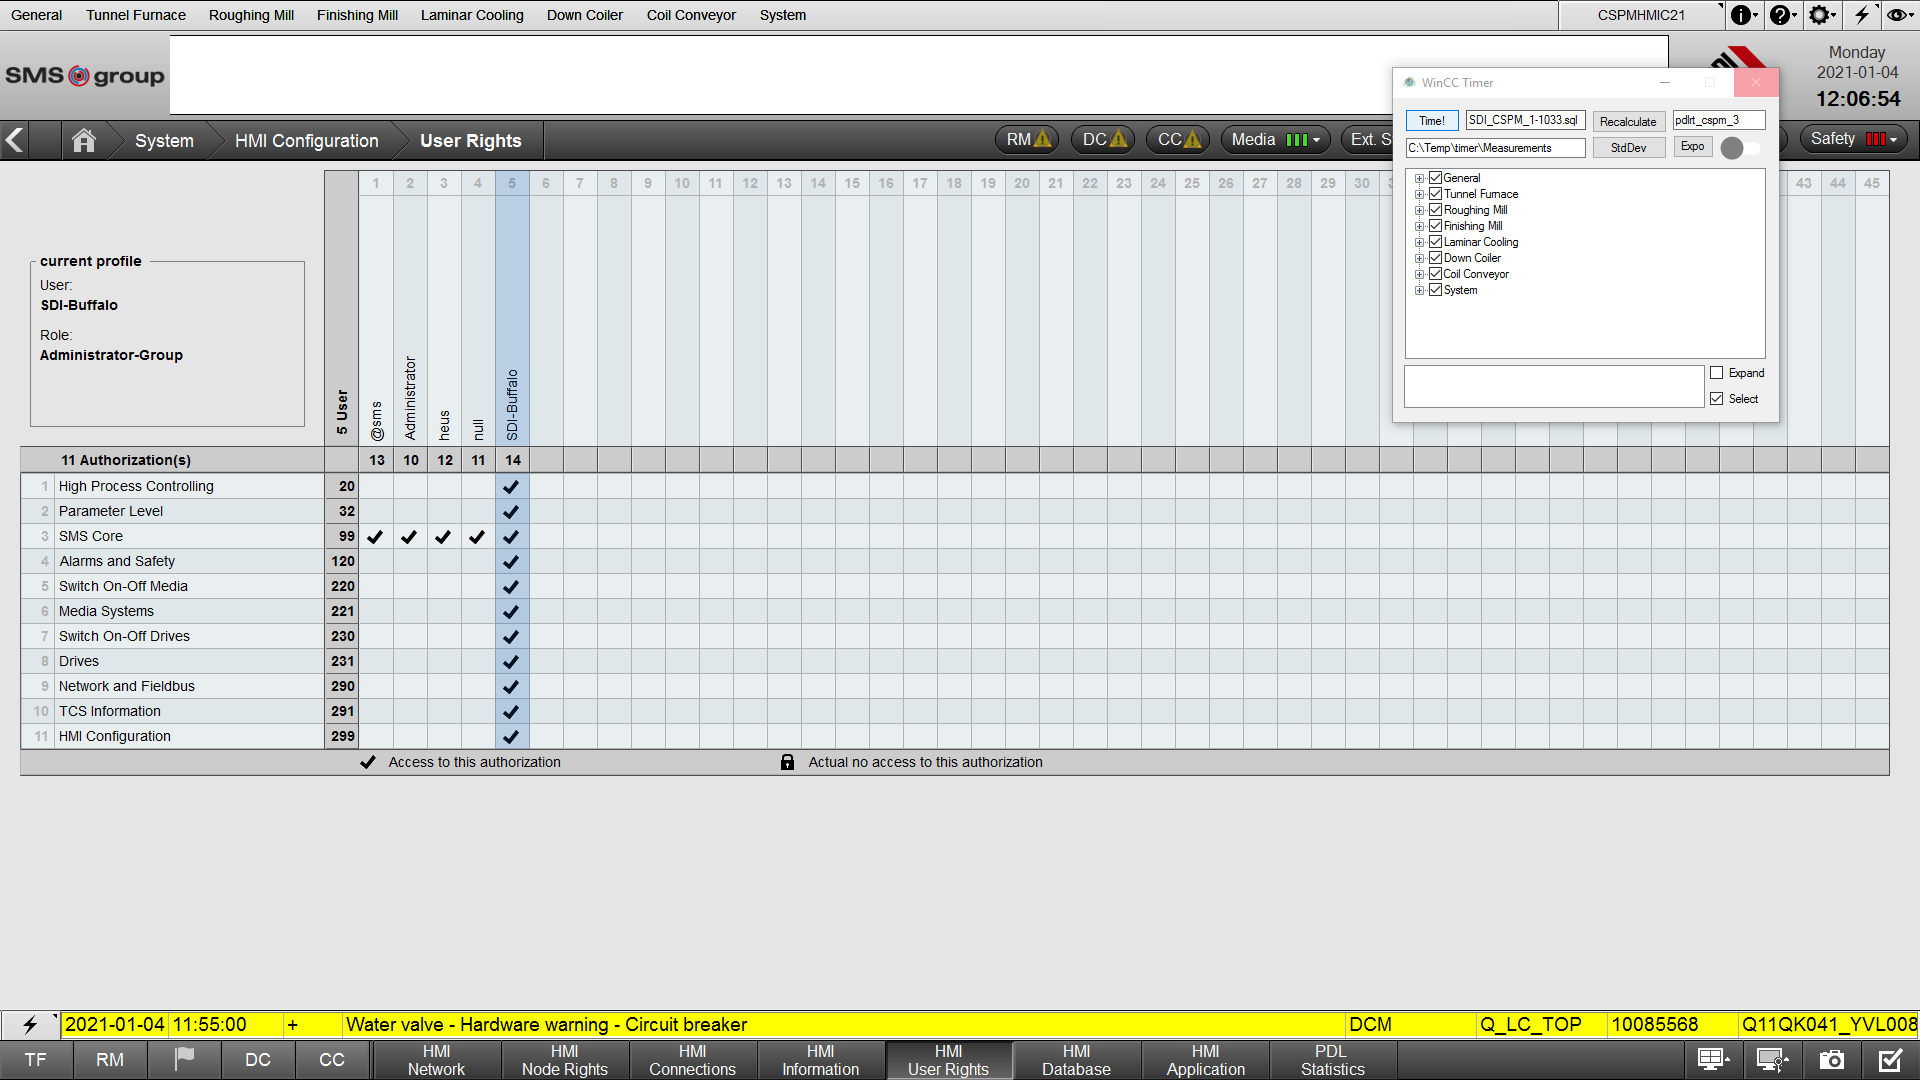 General Tunnel Furnace Roughing Mill Finishing Mill Laminar Cooling Down Coiler Coil Conveyor System CSPMHMIC21
SMS group
Monday
2021-01-04
12:06:54
System HMI Configuration User Rights RM DC CC Media Ext. S Safety
WinCC Timer
Time! SDI_CSPM_1-1033.sql Recalculate pdlrt_cspm_3
C:\Temp\timer\Measurements StdDev Expo
General
Tunnel Furnace
Roughing Mill
Finishing Mill
Laminar Cooling
Down Coiler
Coil Conveyor
System
Expand
Select
1 2 3 4 5 6 7 8 9 10 11 12 13 14 15 16 17 18 19 20 21 22 23 24 25 26 27 28 29 30 43 44 45
current profile
User:
SDI-Buffalo
Role:
Administrator-Group
5 User @sms Administrator heus null SDI-Buffalo
11 Authorization(s) 13 10 12 11 14
1 High Process Controlling 20
2 Parameter Level 32
3 SMS Core 99
4 Alarms and Safety 120
5 Switch On-Off Media 220
6 Media Systems 221
7 Switch On-Off Drives 230
8 Drives 231
9 Network and Fieldbus 290
10 TCS Information 291
11 HMI Configuration 299
Access to this authorization Actual no access to this authorization
2021-01-04 11:55:00 + Water valve - Hardware warning - Circuit breaker DCM Q_LC_TOP 10085568 Q11QK041_YVL008
TF RM DC CC HMI Network HMI Node Rights HMI Connections HMI Information HMI User Rights HMI Database HMI Application PDL Statistics